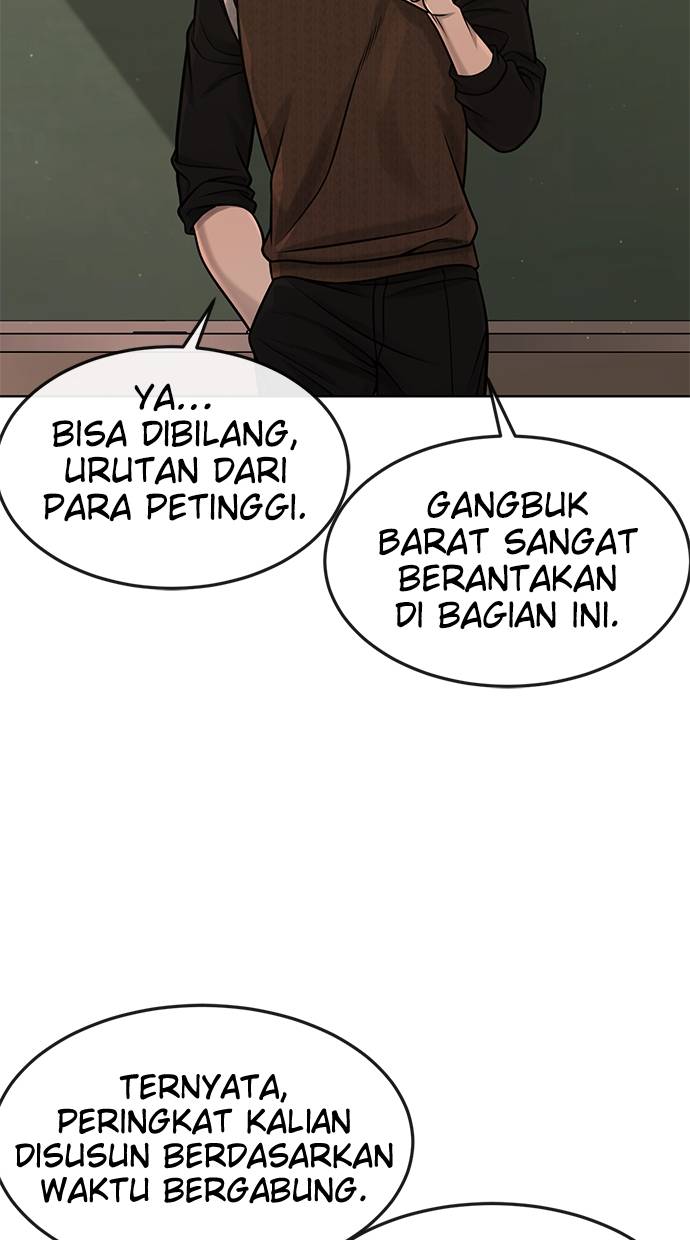 YA...
BISA DIBILANG,
URUTAN DARI
PARA PETINGGI.
GANGBUK
BARAT SANGAT
BERANTAKAN
DI BAGIAN INI.
TERNYATA,
PERINGKAT KALIAN
DISUSUN BERDASARKAN
WAKTU BERGABUNG.